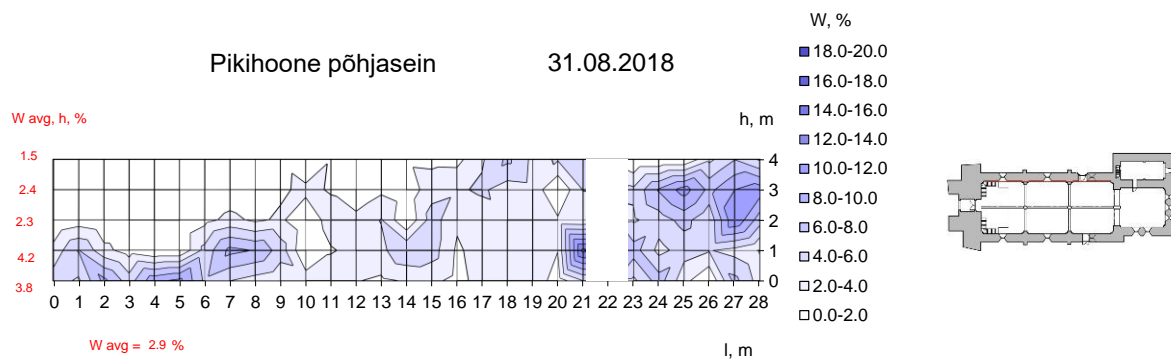 W, %
Pikihoone põhjasein 31.08.2018
18.0-20.0
16.0-18.0
14.0-16.0
12.0-14.0
10.0-12.0
8.0-10.0
6.0-8.0
4.0-6.0
2.0-4.0
0.0-2.0
W avg, h, %
h, m
1.5
2.4
2.3
4.2
3.8
4
3
2
1
0
0 1 2 3 4 5 6 7 8 9 10 11 12 13 14 15 16 17 18 19 20 21 22 23 24 25 26 27 28
W avg = 2.9 %
l, m